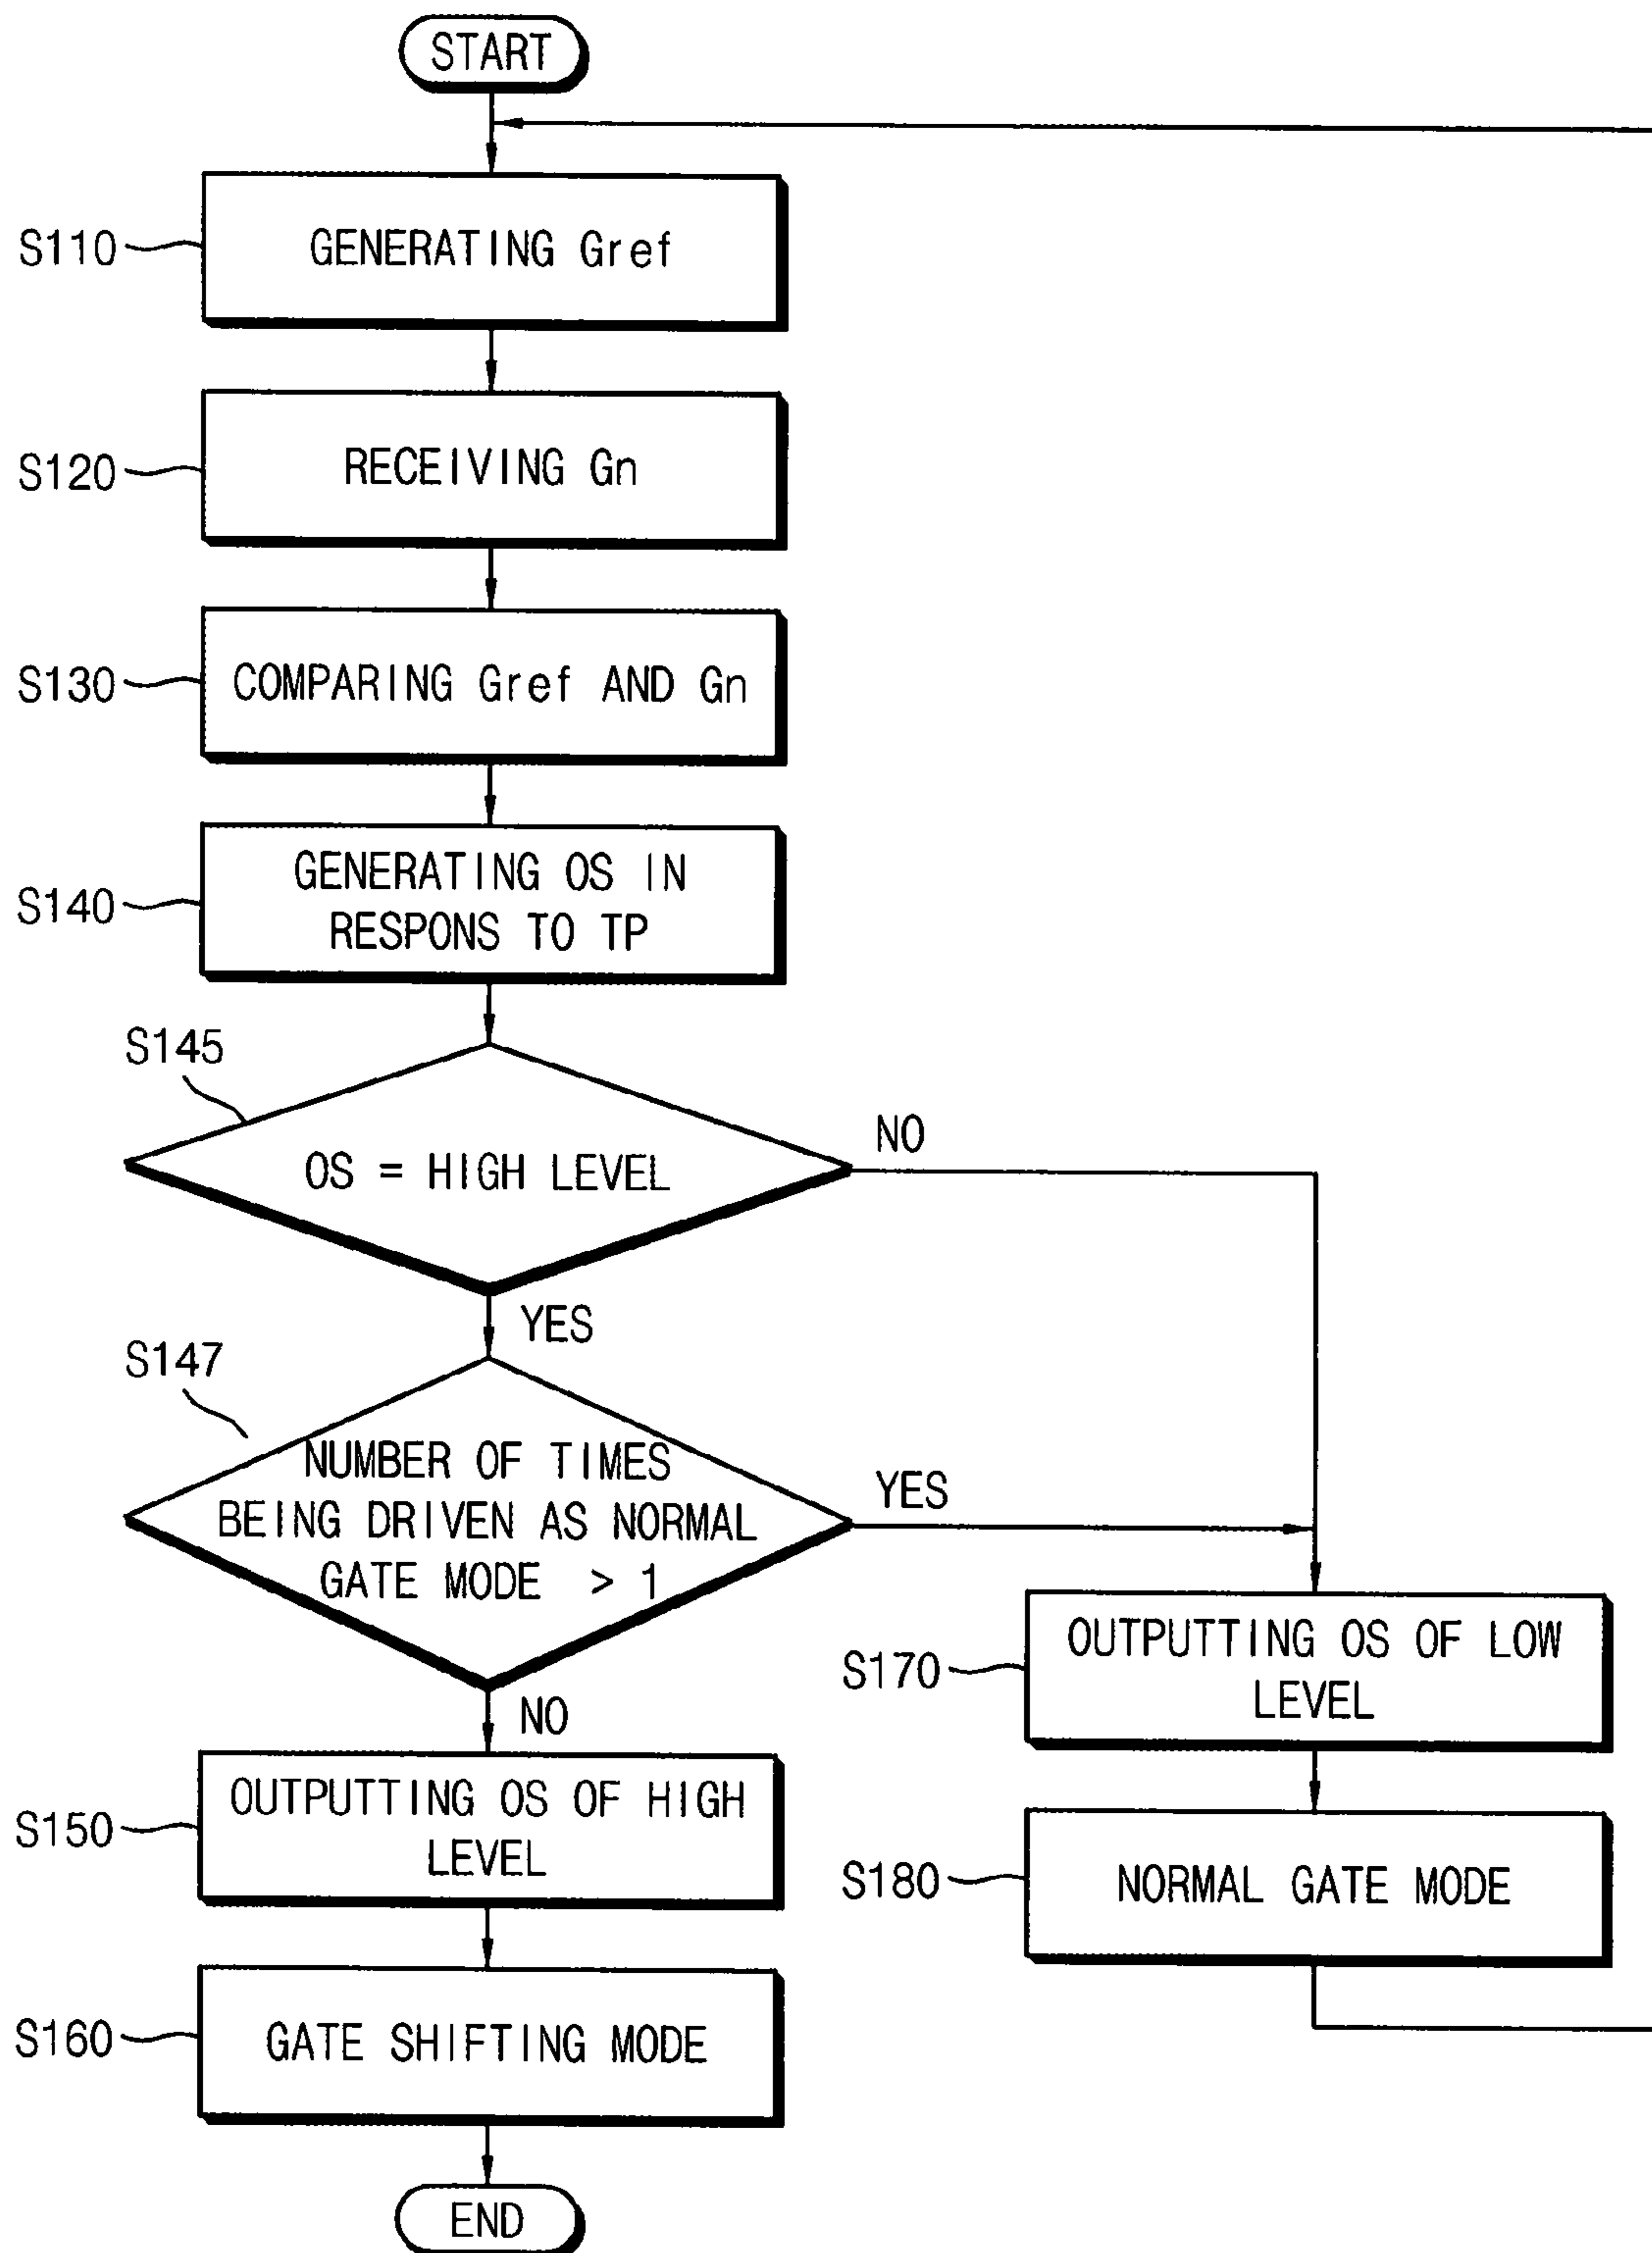 START
S110
GENERATING Gref
S120
RECEIVING Gn
S130
COMPARING Gref AND Gn
S140
GENERATING OS IN
RESPONS TO TP
S145
OS = HIGH LEVEL
NO
YES
S147
NUMBER OF TIMES
BEING DRIVEN AS NORMAL
GATE MODE > 1
YES
NO
S150
OUTPUTTING OS OF HIGH
LEVEL
S160
GATE SHIFTING MODE
END
S170
OUTPUTTING OS OF LOW
LEVEL
S180
NORMAL GATE MODE